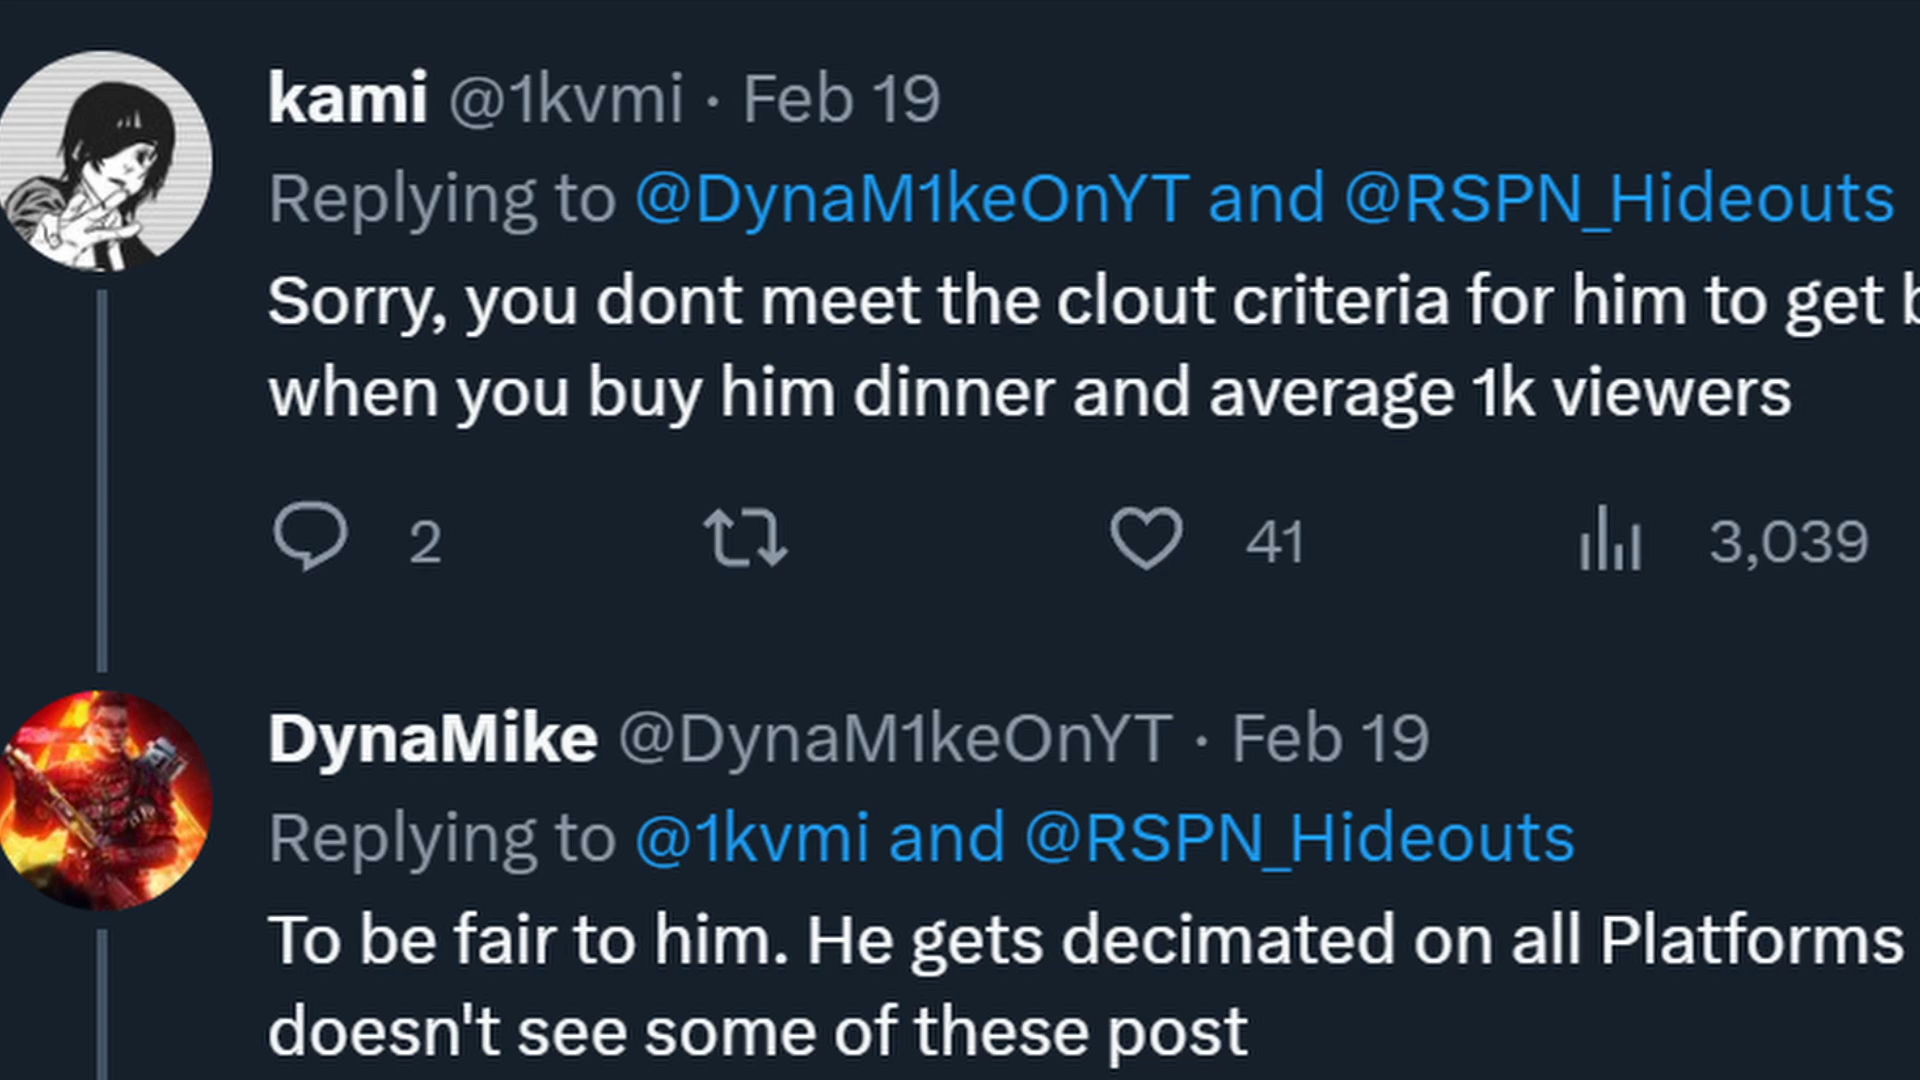 kami @1kvmi · Feb 19
Replying to @DynaM1keOnYT and @RSPN_Hideouts
Sorry, you dont meet the clout criteria for him to get
when you buy him dinner and average 1k viewers
2 41 3,039
DynaMike @DynaM1keOnYT · Feb 19
Replying to @1kvmi and @RSPN_Hideouts
To be fair to him. He gets decimated on all Platforms
doesn't see some of these post